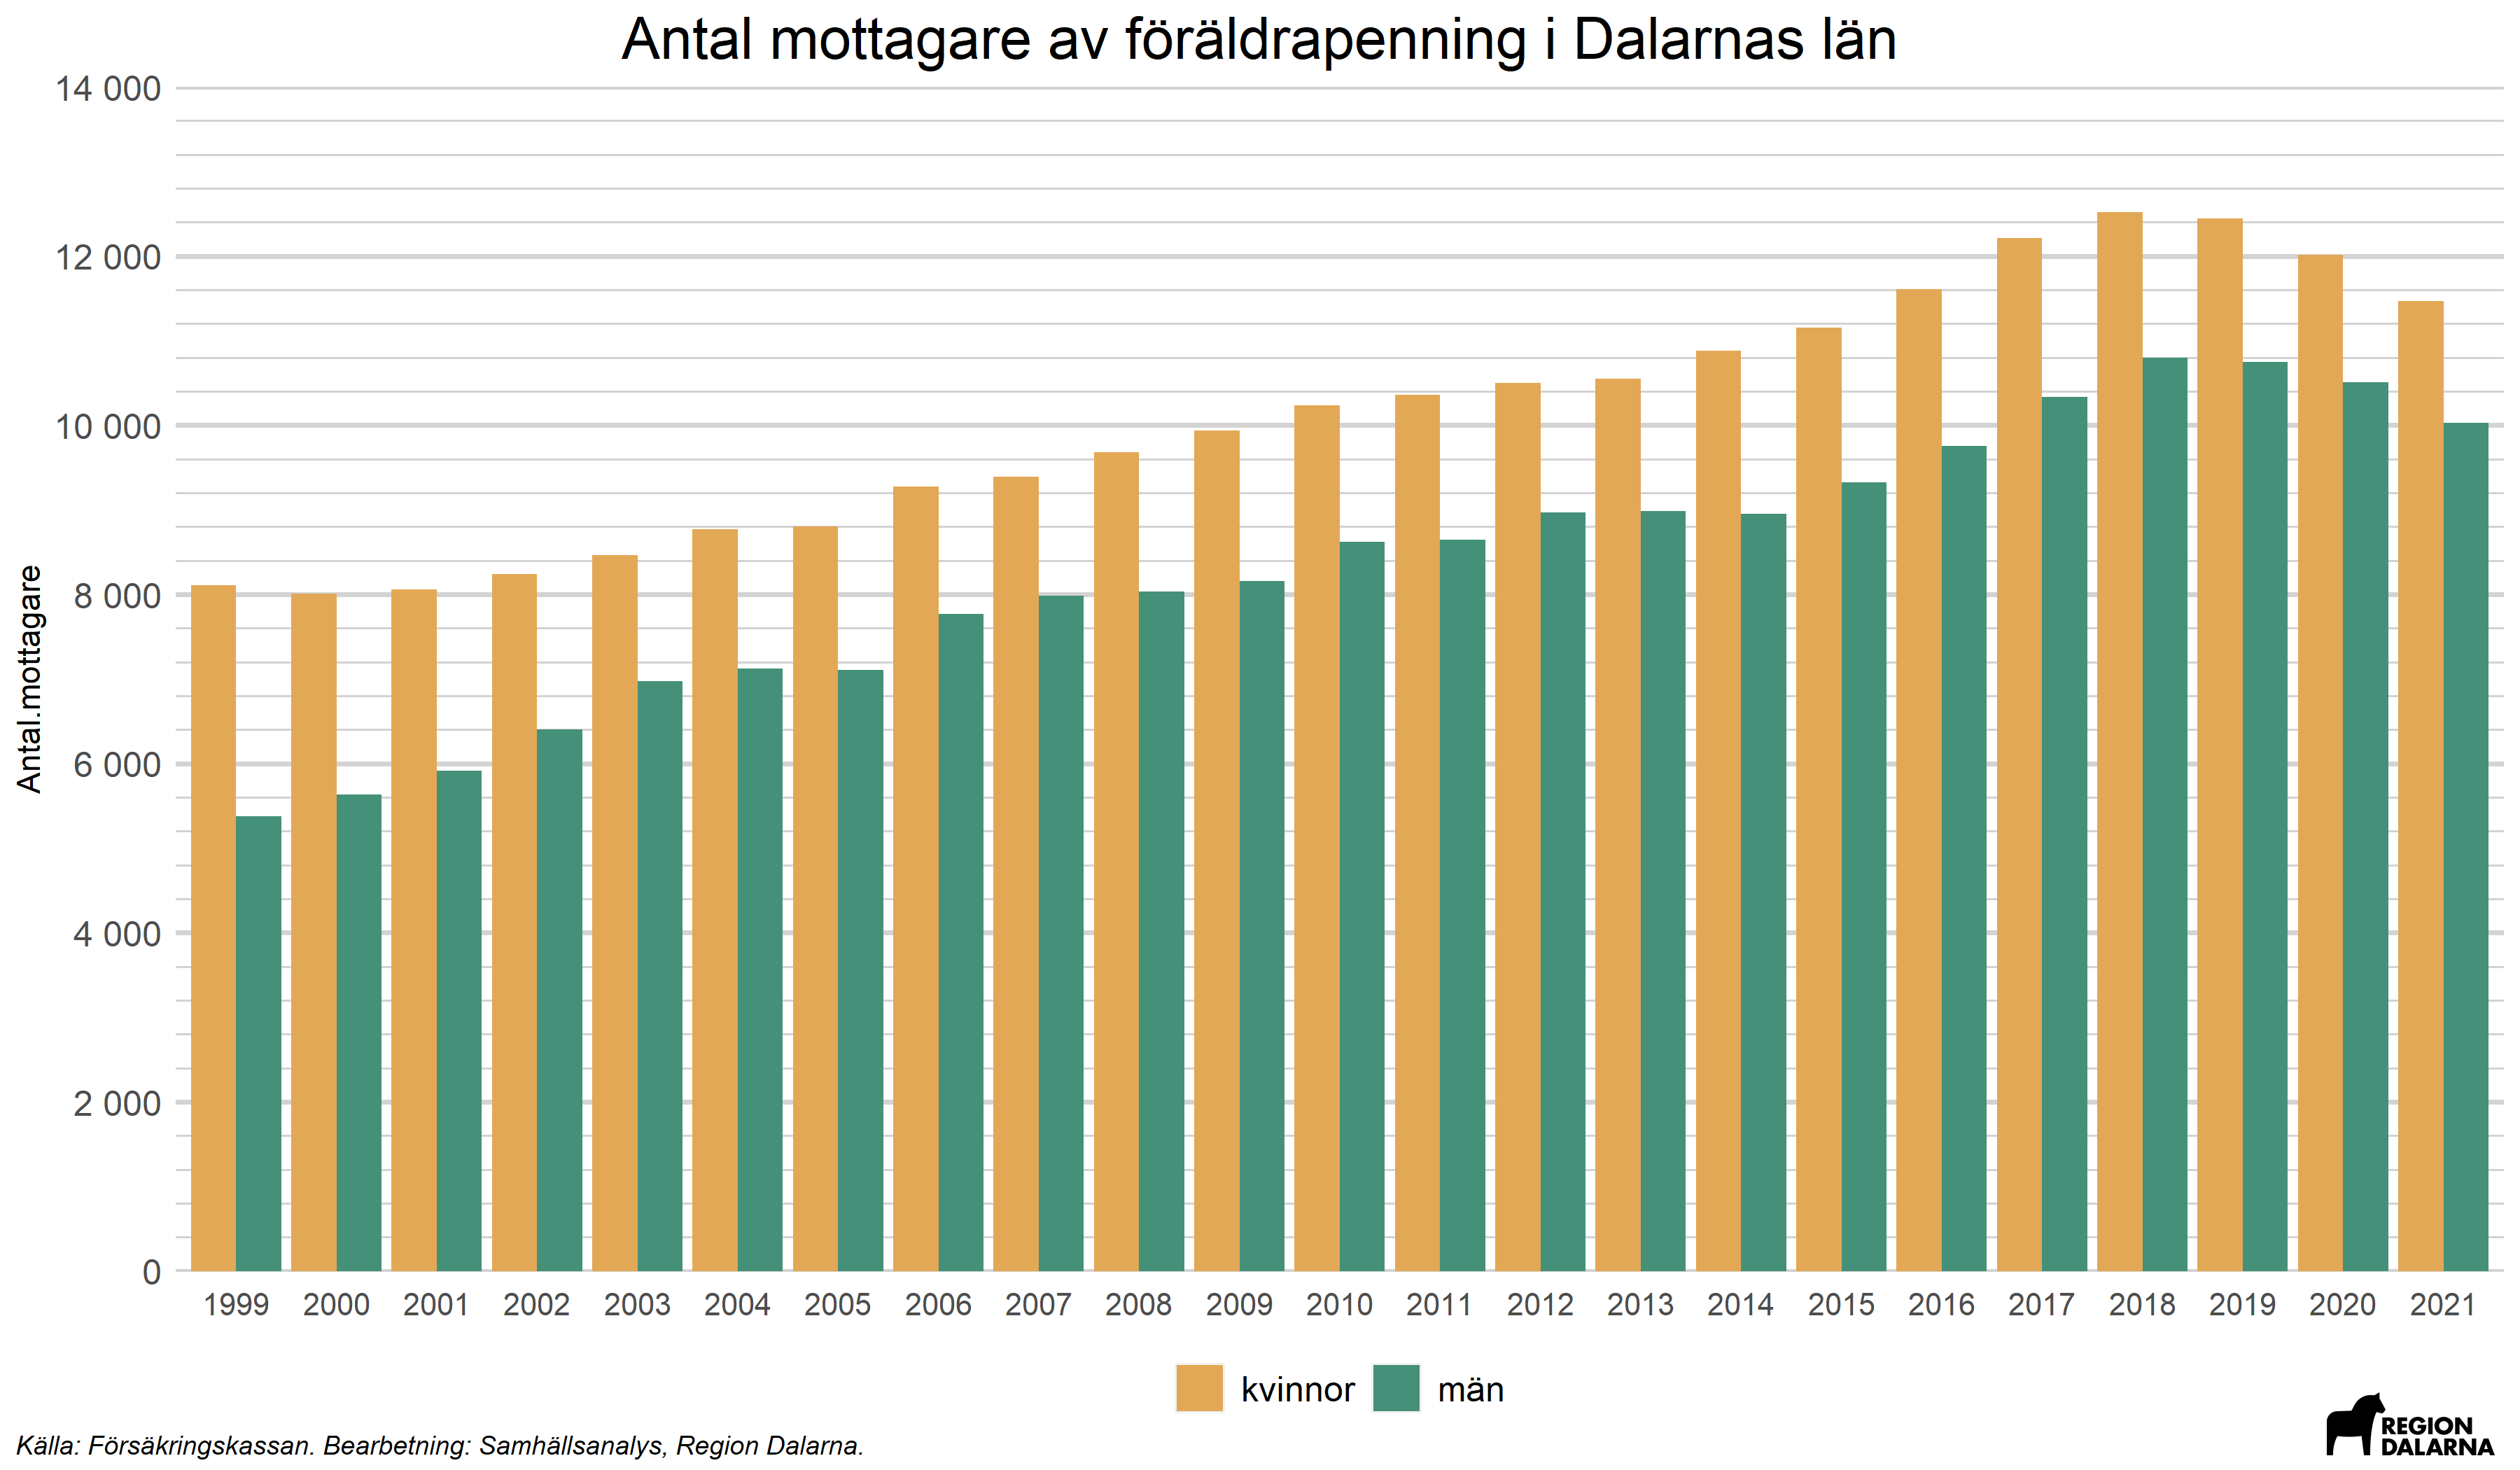 Antal mottagare av föräldrapenning i Dalarnas län
14 000
12 000
10 000
8 000
6 000
4 000
2 000
0
Antal.mottagare
1999 2000 2001 2002 2003 2004 2005 2006 2007 2008 2009 2010 2011 2012 2013 2014 2015 2016 2017 2018 2019 2020 2021
kvinnor män
Källa: Försäkringskassan. Bearbetning: Samhällsanalys, Region Dalarna.
REGION
DALARNA